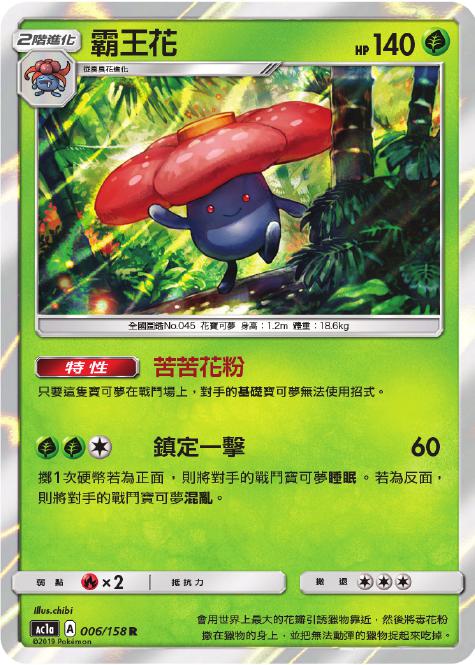 2階進化 霸王花 HP 140
從臭臭花進化
全國圖鑑No.045 花寶可夢 身高：1.2m 體重：18.6kg
特性 苦苦花粉
只要這隻寶可夢在戰鬥場上，對手的基礎寶可夢無法使用招式。
鎮定一擊 60
擲1次硬幣若為正面，則將對手的戰鬥寶可夢睡眠。若為反面，
則將對手的戰鬥寶可夢混亂。
弱點 ×2 抵抗力 撤退
Illus.chibi
AC1a A 006/158 R
©2019 Pokémon
會用世界上最大的花瓣引誘獵物靠近，然後將毒花粉
撒在獵物的身上，並把無法動彈的獵物捉起來吃掉。